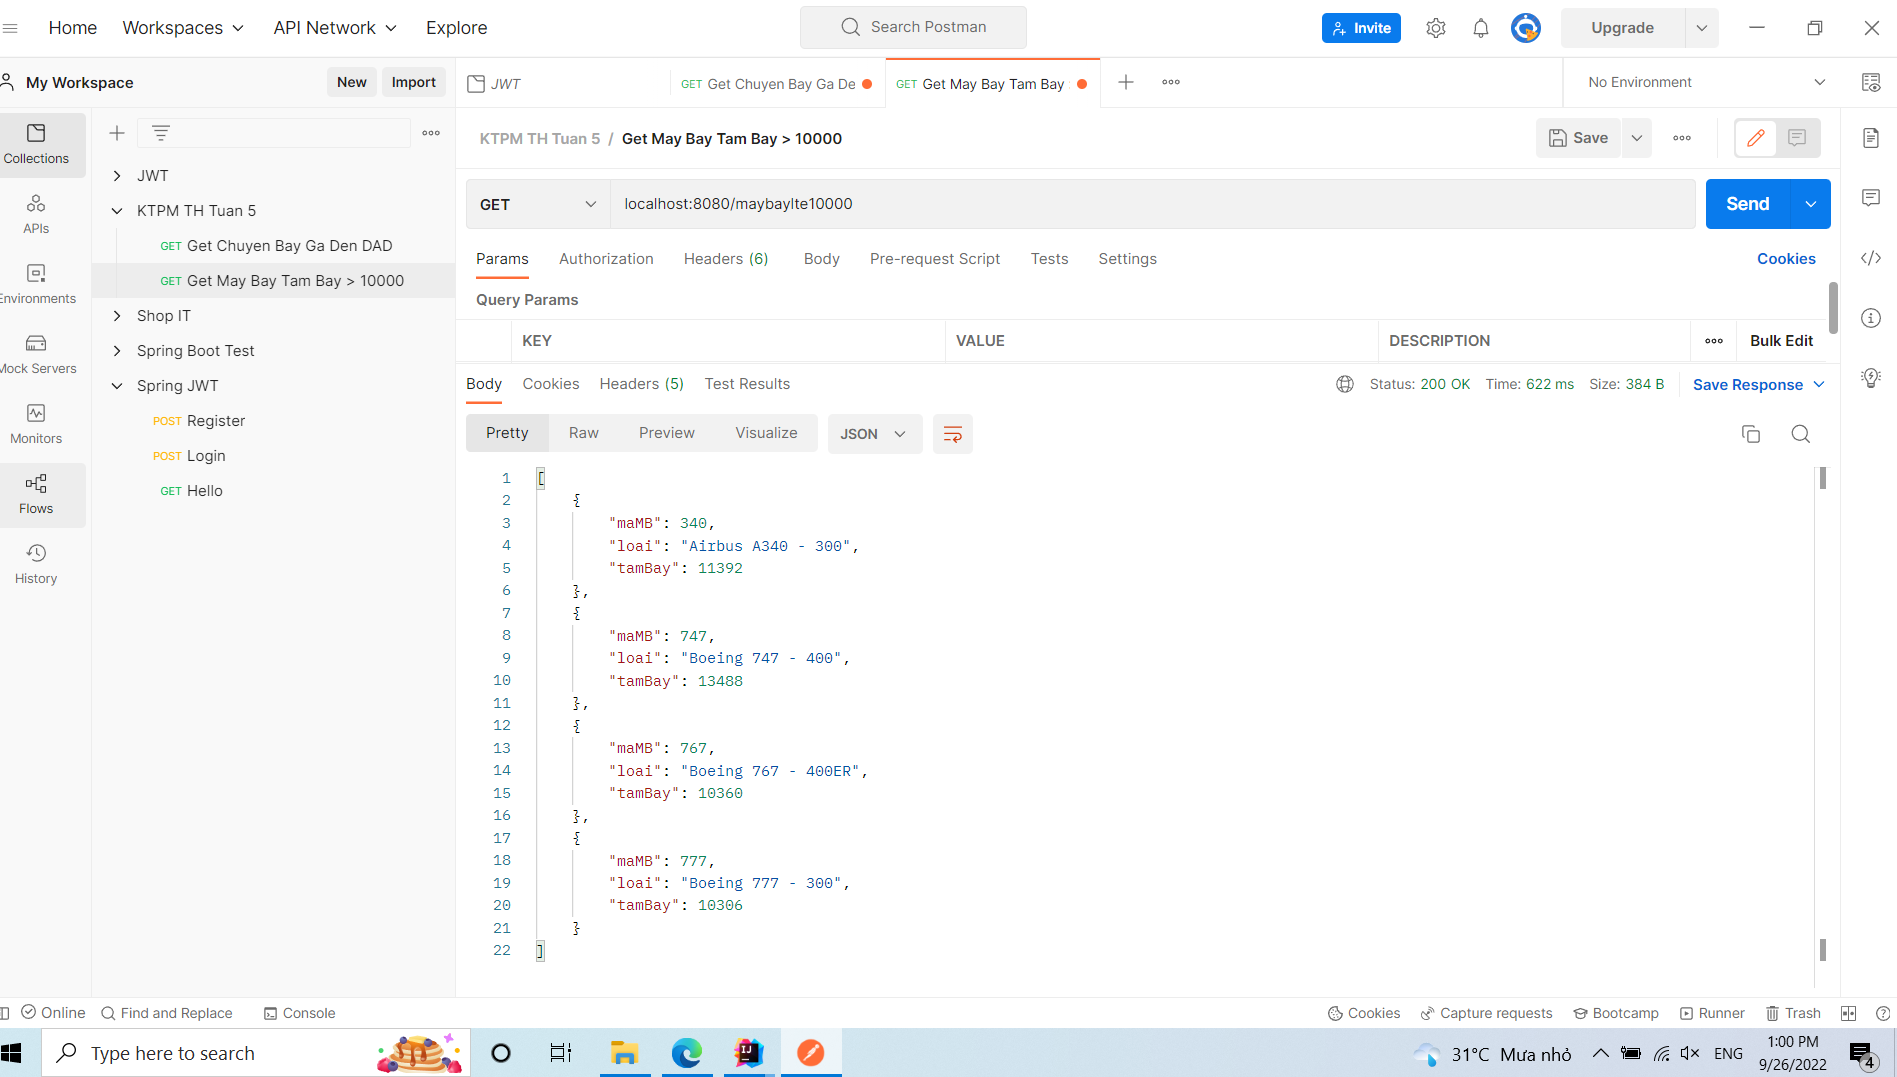 Home Workspaces API Network Explore Search Postman Invite Upgrade
My Workspace New Import JWT GET Get Chuyen Bay Ga De GET Get May Bay Tam Bay No Environment
Collections
APIs
Environments
Mock Servers
Monitors
Flows
History
JWT
KTPM TH Tuan 5
GET Get Chuyen Bay Ga Den DAD
GET Get May Bay Tam Bay > 10000
Shop IT
Spring Boot Test
Spring JWT
POST Register
POST Login
GET Hello
KTPM TH Tuan 5 / Get May Bay Tam Bay > 10000 Save
GET localhost:8080/maybaylte10000 Send
Params Authorization Headers (6) Body Pre-request Script Tests Settings Cookies
Query Params
KEY VALUE DESCRIPTION Bulk Edit
Body Cookies Headers (5) Test Results Status: 200 OK Time: 622 ms Size: 384 B Save Response
Pretty Raw Preview Visualize JSON
1 [
2 {
3 "maMB": 340,
4 "loai": "Airbus A340 - 300",
5 "tamBay": 11392
6 },
7 {
8 "maMB": 747,
9 "loai": "Boeing 747 - 400",
10 "tamBay": 13488
11 },
12 {
13 "maMB": 767,
14 "loai": "Boeing 767 - 400ER",
15 "tamBay": 10360
16 },
17 {
18 "maMB": 777,
19 "loai": "Boeing 777 - 300",
20 "tamBay": 10306
21 }
22 ]
Online Find and Replace Console Cookies Capture requests Bootcamp Runner Trash
Type here to search 31°C Mưa nhỏ ENG 1:00 PM
9/26/2022 4